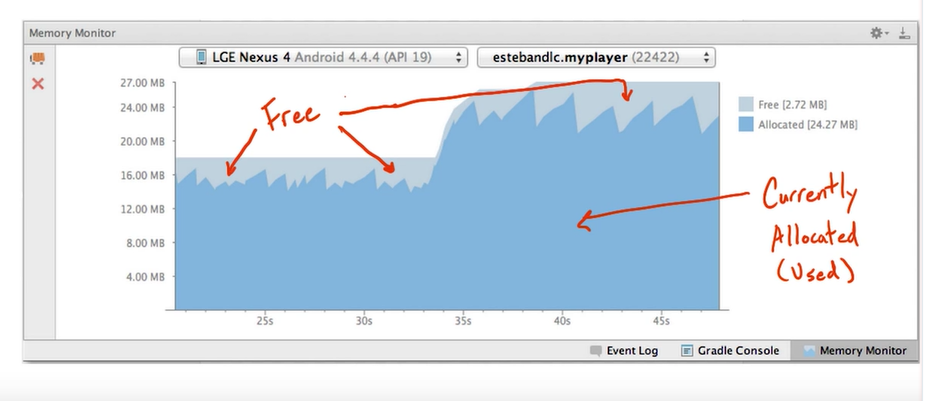 Memory Monitor
LGE Nexus 4 Android 4.4.4 (API 19)
estebandlc.myplayer (22422)
27.00 MB
24.00 MB
20.00 MB
16.00 MB
12.00 MB
8.00 MB
4.00 MB
25s
30s
35s
40s
45s
Free [2.72 MB]
Allocated [24.27 MB]
Free
Currently
Allocated
(Used)
Event Log
Gradle Console
Memory Monitor